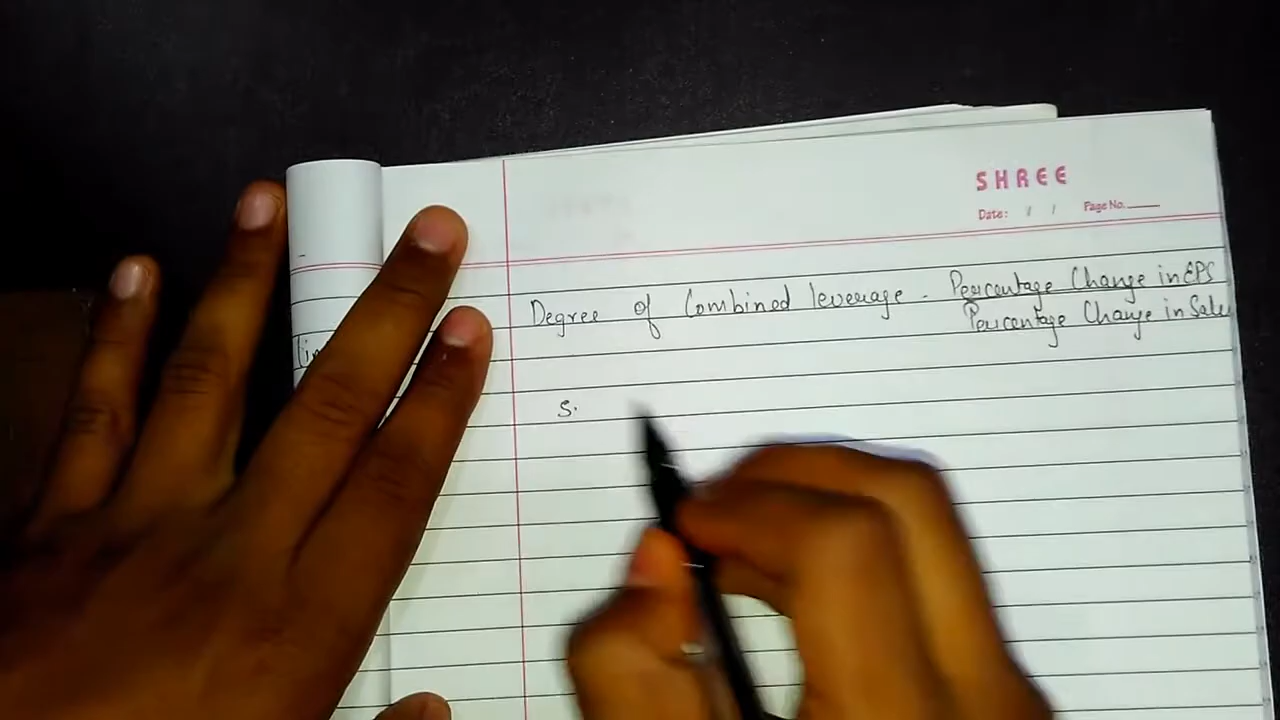 SHREE
Date: / / Page No.
Degree of Combined leverage - Percentage Change in EPS
Percentage Change in Sales
S.